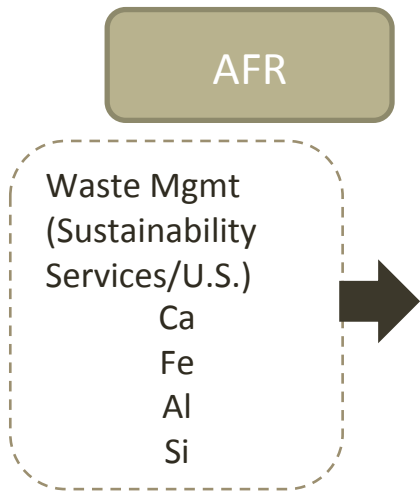 AFR
Waste Mgmt
(Sustainability
Services/U.S.)
Ca
Fe
Al
Si